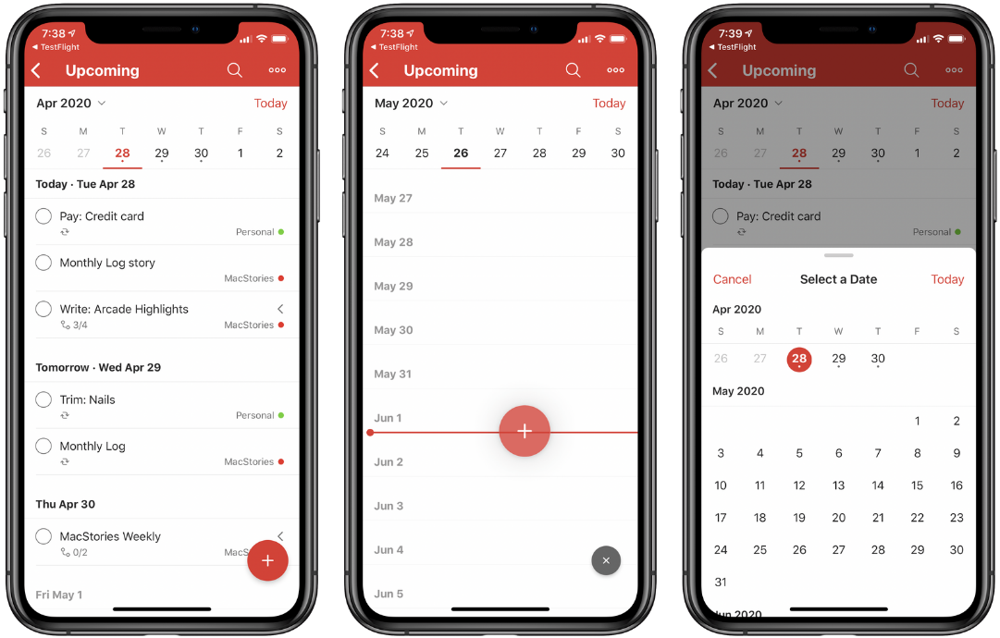 7:38
◀ TestFlight
Upcoming
Apr 2020
Today
S M T W T F S
26 27 28 29 30 1 2
Today · Tue Apr 28
Pay: Credit card
Personal
Monthly Log story
MacStories
Write: Arcade Highlights
3/4 MacStories
Tomorrow · Wed Apr 29
Trim: Nails
Personal
Monthly Log
MacStories
Thu Apr 30
MacStories Weekly
0/2 MacS
Fri May 1
7:38
◀ TestFlight
Upcoming
May 2020
Today
S M T W T F S
24 25 26 27 28 29 30
May 27
May 28
May 29
May 30
May 31
Jun 1
+
Jun 2
Jun 3
Jun 4
Jun 5
7:39
◀ TestFlight
Upcoming
Apr 2020
Today
S M T W T F S
26 27 28 29 30 1 2
Today · Tue Apr 28
Pay: Credit card
Personal
Cancel Select a Date Today
Apr 2020
S M T W T F S
26 27 28 29 30
May 2020
1 2
3 4 5 6 7 8 9
10 11 12 13 14 15 16
17 18 19 20 21 22 23
24 25 26 27 28 29 30
31
Jun 2020